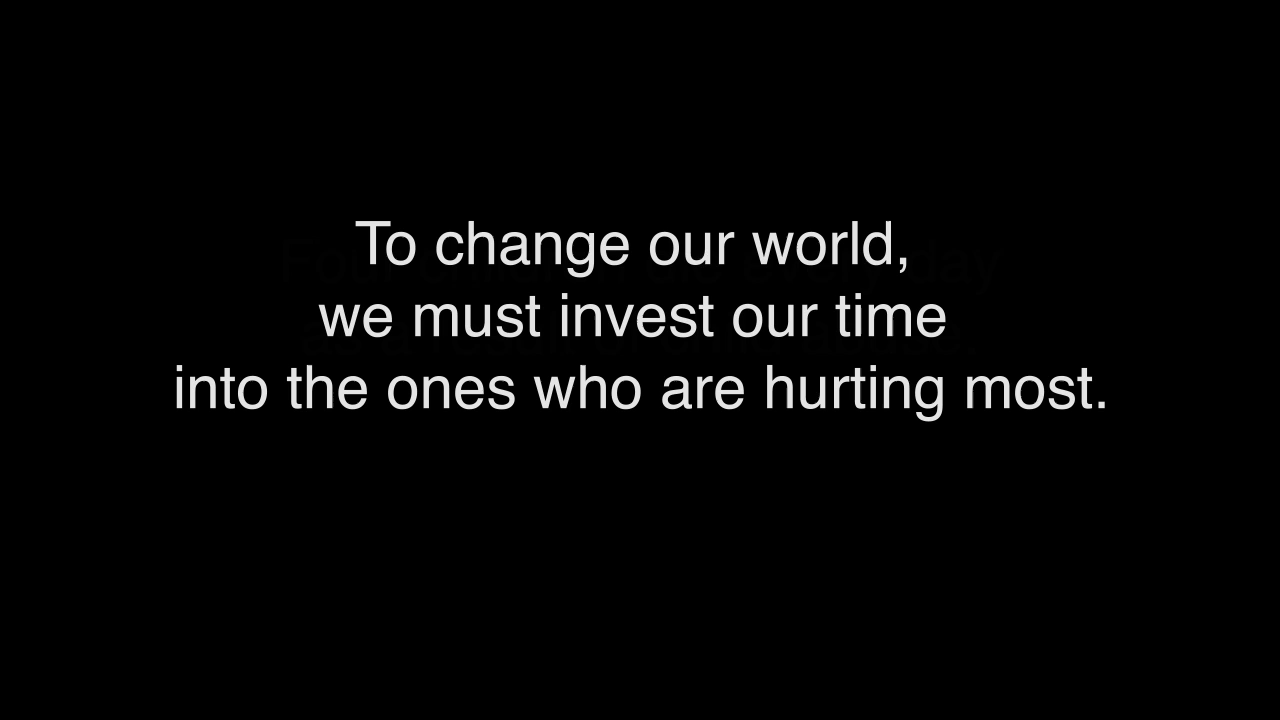 To change our world,
we must invest our time
into the ones who are hurting most.